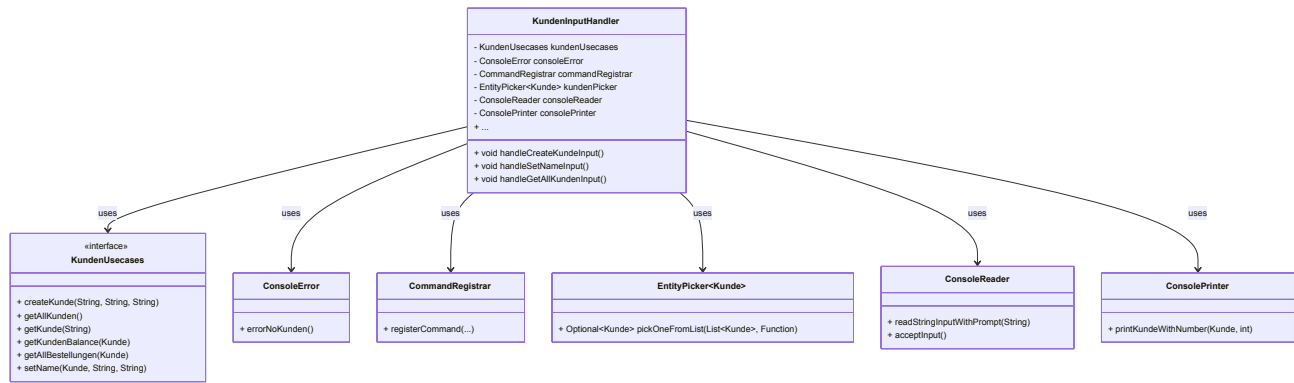 KundenInputHandler
- KundenUsecases kundenUsecases
- ConsoleError consoleError
- CommandRegistrar commandRegistrar
- EntityPicker<Kunde> kundenPicker
- ConsoleReader consoleReader
- ConsolePrinter consolePrinter
+ ...
+ void handleCreateKundeInput()
+ void handleSetNameInput()
+ void handleGetAllKundenInput()
uses
uses
uses
uses
uses
uses
«interface»
KundenUsecases
+ createKunde(String, String, String)
+ getAllKunden()
+ getKunde(String)
+ getKundenBalance(Kunde)
+ getAllBestellungen(Kunde)
+ setName(Kunde, String, String)
ConsoleError
+ errorNoKunden()
CommandRegistrar
+ registerCommand(...)
EntityPicker<Kunde>
+ Optional<Kunde> pickOneFromList(List<Kunde>, Function)
ConsoleReader
+ readStringInputWithPrompt(String)
+ acceptInput()
ConsolePrinter
+ printKundeWithNumber(Kunde, int)